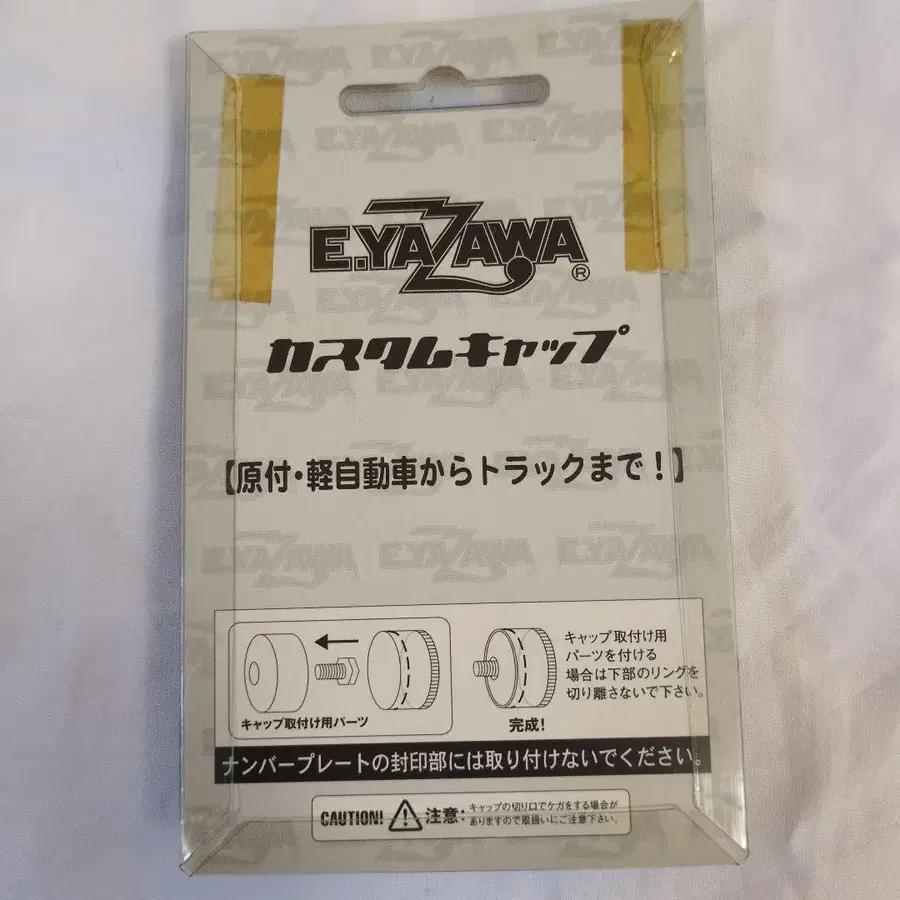 E.YAZAWA®
カスタムキャップ
【原付・軽自動車からトラックまで！】
キャップ取付け用
パーツを付ける
場合は下部のリングを
切り離さないで下さい。
キャップ取付け用パーツ
完成!
ナンバープレートの封印部には取り付けないでください。
CAUTION! 注意: キャップの切り口でケガをする場合が
ありますので取扱いにご注意下さい。